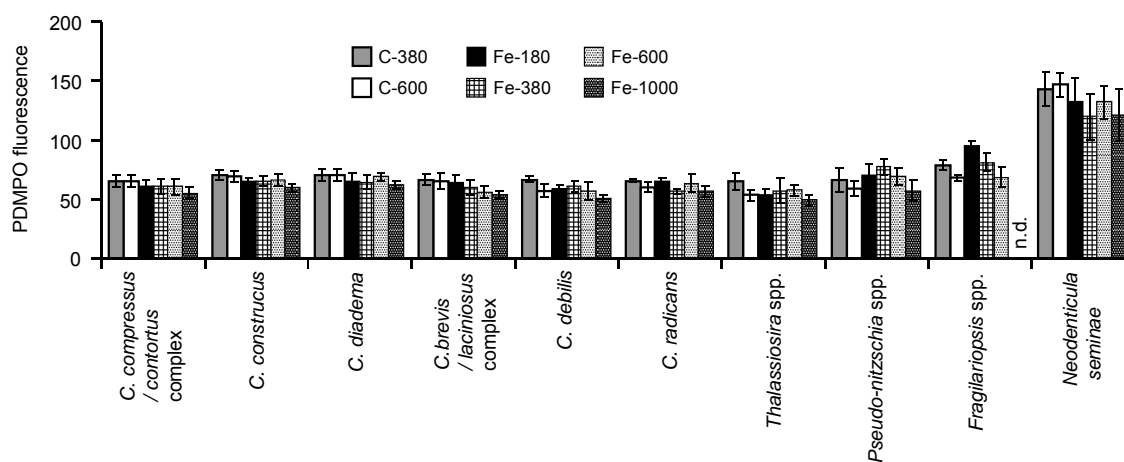 PDMPO fluorescence
200
150
100
50
0
C-380
Fe-180
Fe-600
C-600
Fe-380
Fe-1000
n.d.
C. compressus
/ contortus
complex
C. construcus
C. diadema
C.brevis
/ laciniosus
complex
C. debilis
C. radicans
Thalassiosira spp.
Pseudo-nitzschia spp.
Fragilariopsis spp.
Neodenticula
seminae